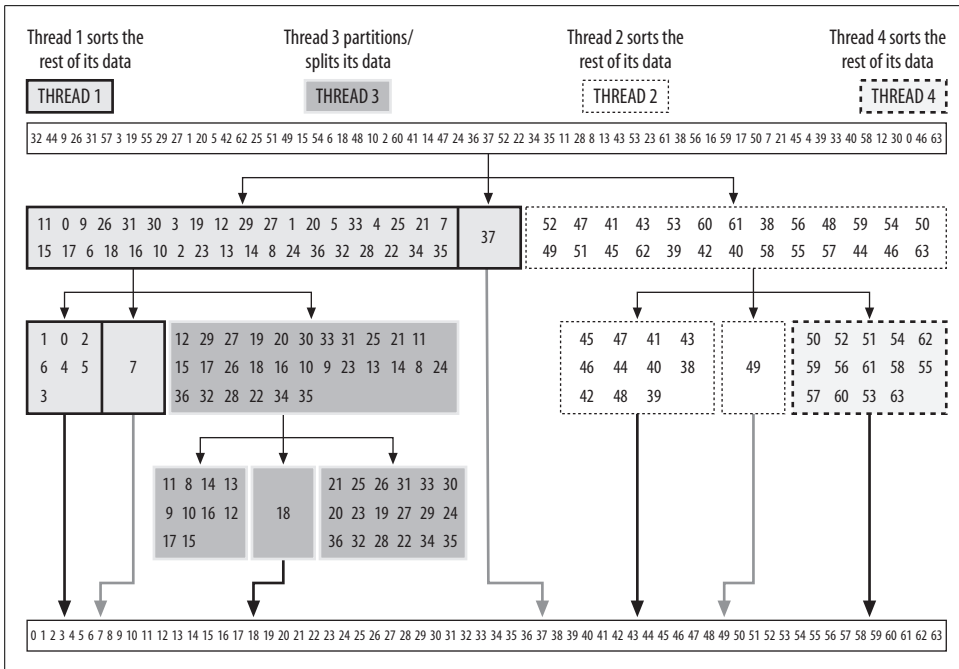 Thread 1 sorts the
rest of its data
THREAD 1
Thread 3 partitions/
splits its data
THREAD 3
Thread 2 sorts the
rest of its data
THREAD 2
Thread 4 sorts the
rest of its data
THREAD 4
32 44 9 26 31 57 3 19 55 29 27 1 20 5 42 62 25 51 49 15 54 6 18 48 10 2 60 41 14 47 24 36 37 52 22 34 35 11 28 8 13 43 53 23 61 38 56 16 59 17 50 7 21 45 4 39 33 40 58 12 30 0 46 63
11 0 9 26 31 30 3 19 12 29 27 1 20 5 33 4 25 21 7
15 17 6 18 16 10 2 23 13 14 8 24 36 32 28 22 34 35
37
52 47 41 43 53 60 61 38 56 48 59 54 50
49 51 45 62 39 42 40 58 55 57 44 46 63
1 0 2
6 4 5
3
7
12 29 27 19 20 30 33 31 25 21 11
15 17 26 18 16 10 9 23 13 14 8 24
36 32 28 22 34 35
45 47 41 43
46 44 40 38
42 48 39
49
50 52 51 54 62
59 56 61 58 55
57 60 53 63
11 8 14 13
9 10 16 12
17 15
18
21 25 26 31 33 30
20 23 19 27 29 24
36 32 28 22 34 35
0 1 2 3 4 5 6 7 8 9 10 11 12 13 14 15 16 17 18 19 20 21 22 23 24 25 26 27 28 29 30 31 32 33 34 35 36 37 38 39 40 41 42 43 44 45 46 47 48 49 50 51 52 53 54 55 56 57 58 59 60 61 62 63